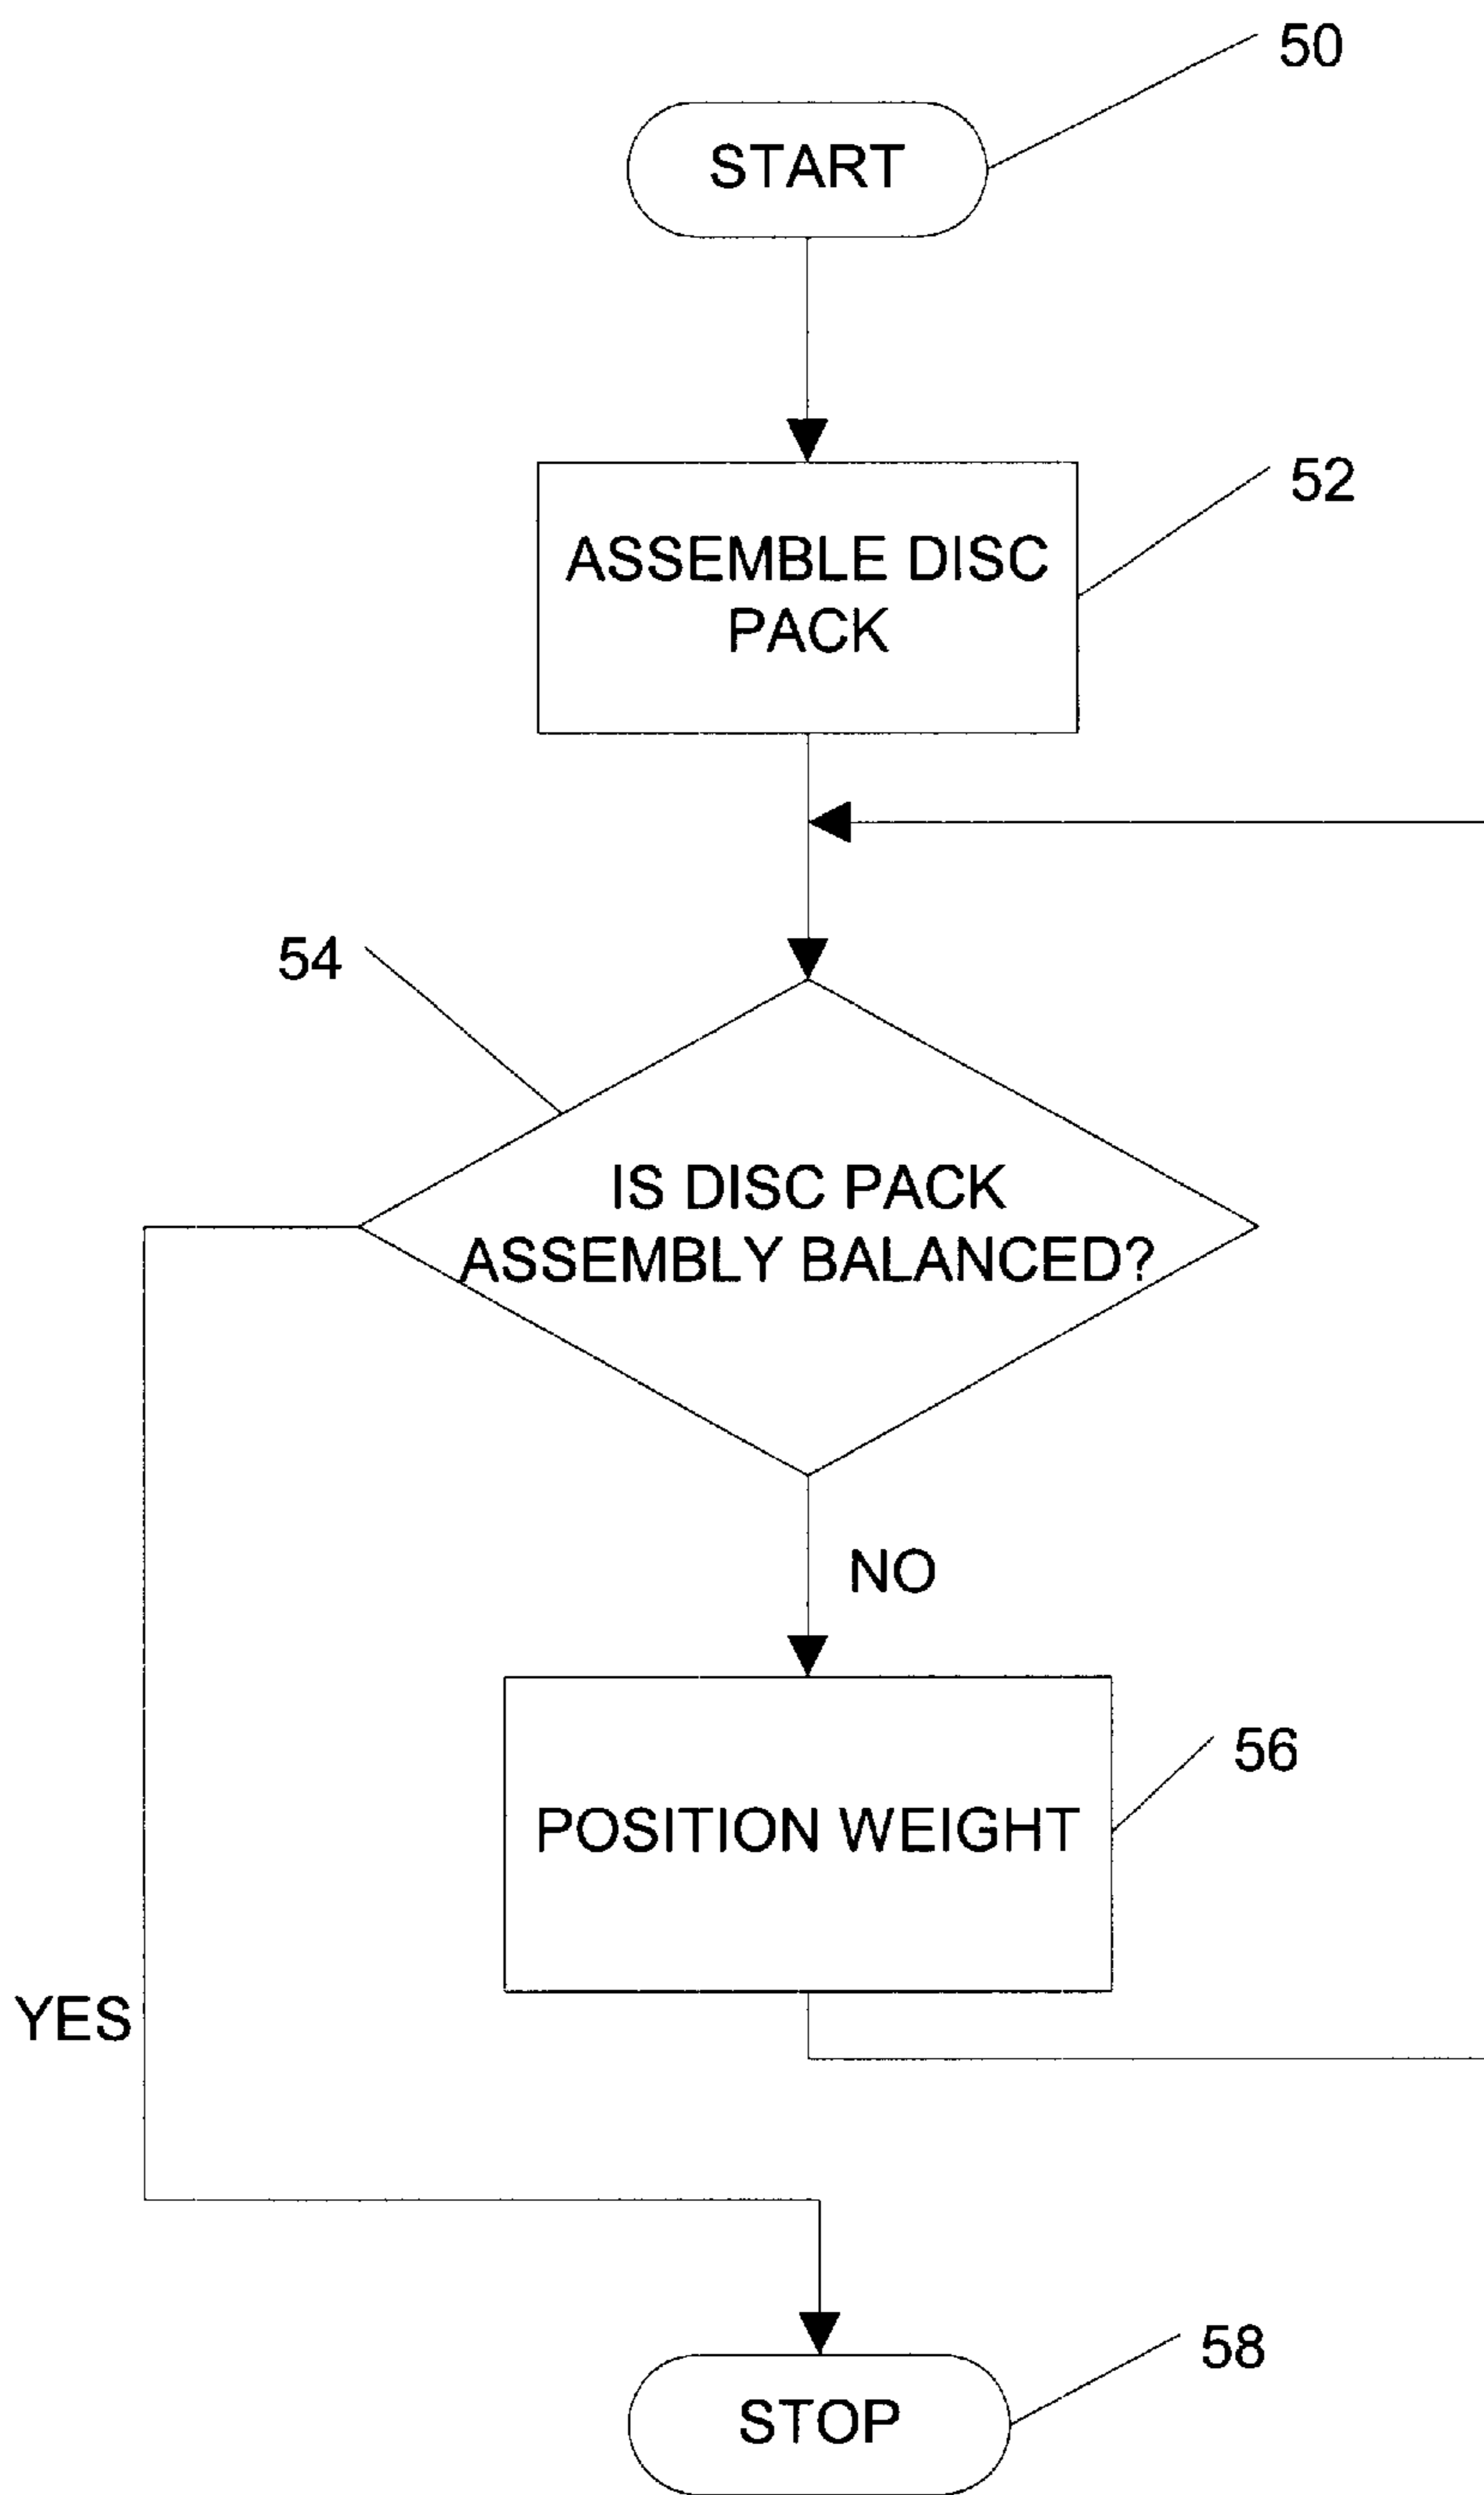 50
START
52
ASSEMBLE DISC
PACK
54
IS DISC PACK
ASSEMBLY BALANCED?
NO
56
POSITION WEIGHT
YES
58
STOP